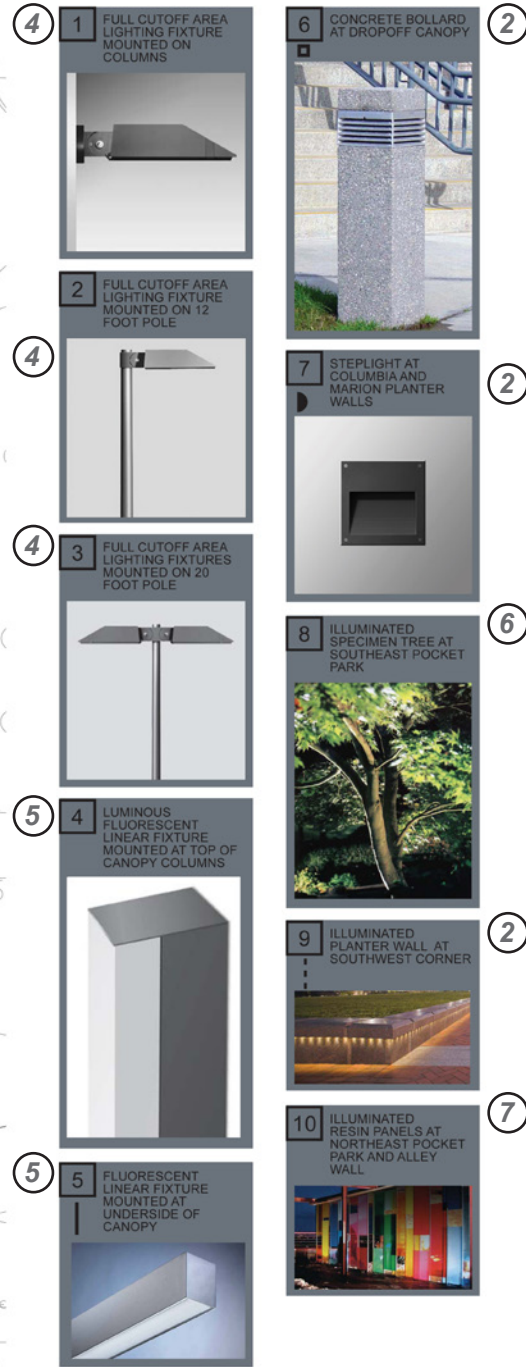 4
1
FULL CUTOFF AREA
LIGHTING FIXTURE
MOUNTED ON
COLUMNS
4
2
FULL CUTOFF AREA
LIGHTING FIXTURE
MOUNTED ON 12
FOOT POLE
4
3
FULL CUTOFF AREA
LIGHTING FIXTURES
MOUNTED ON 20
FOOT POLE
5
4
LUMINOUS
FLUORESCENT
LINEAR FIXTURE
MOUNTED AT TOP OF
CANOPY COLUMNS
5
5
FLUORESCENT
LINEAR FIXTURE
MOUNTED AT
UNDERSIDE OF
CANOPY
6
CONCRETE BOLLARD
AT DROPOFF CANOPY
2
7
STEPLIGHT AT
COLUMBIA AND
MARION PLANTER
WALLS
2
8
ILLUMINATED
SPECIMEN TREE AT
SOUTHEAST POCKET
PARK
6
9
ILLUMINATED
PLANTER WALL AT
SOUTHWEST CORNER
2
10
ILLUMINATED
RESIN PANELS AT
NORTHEAST POCKET
PARK AND ALLEY
WALL
7